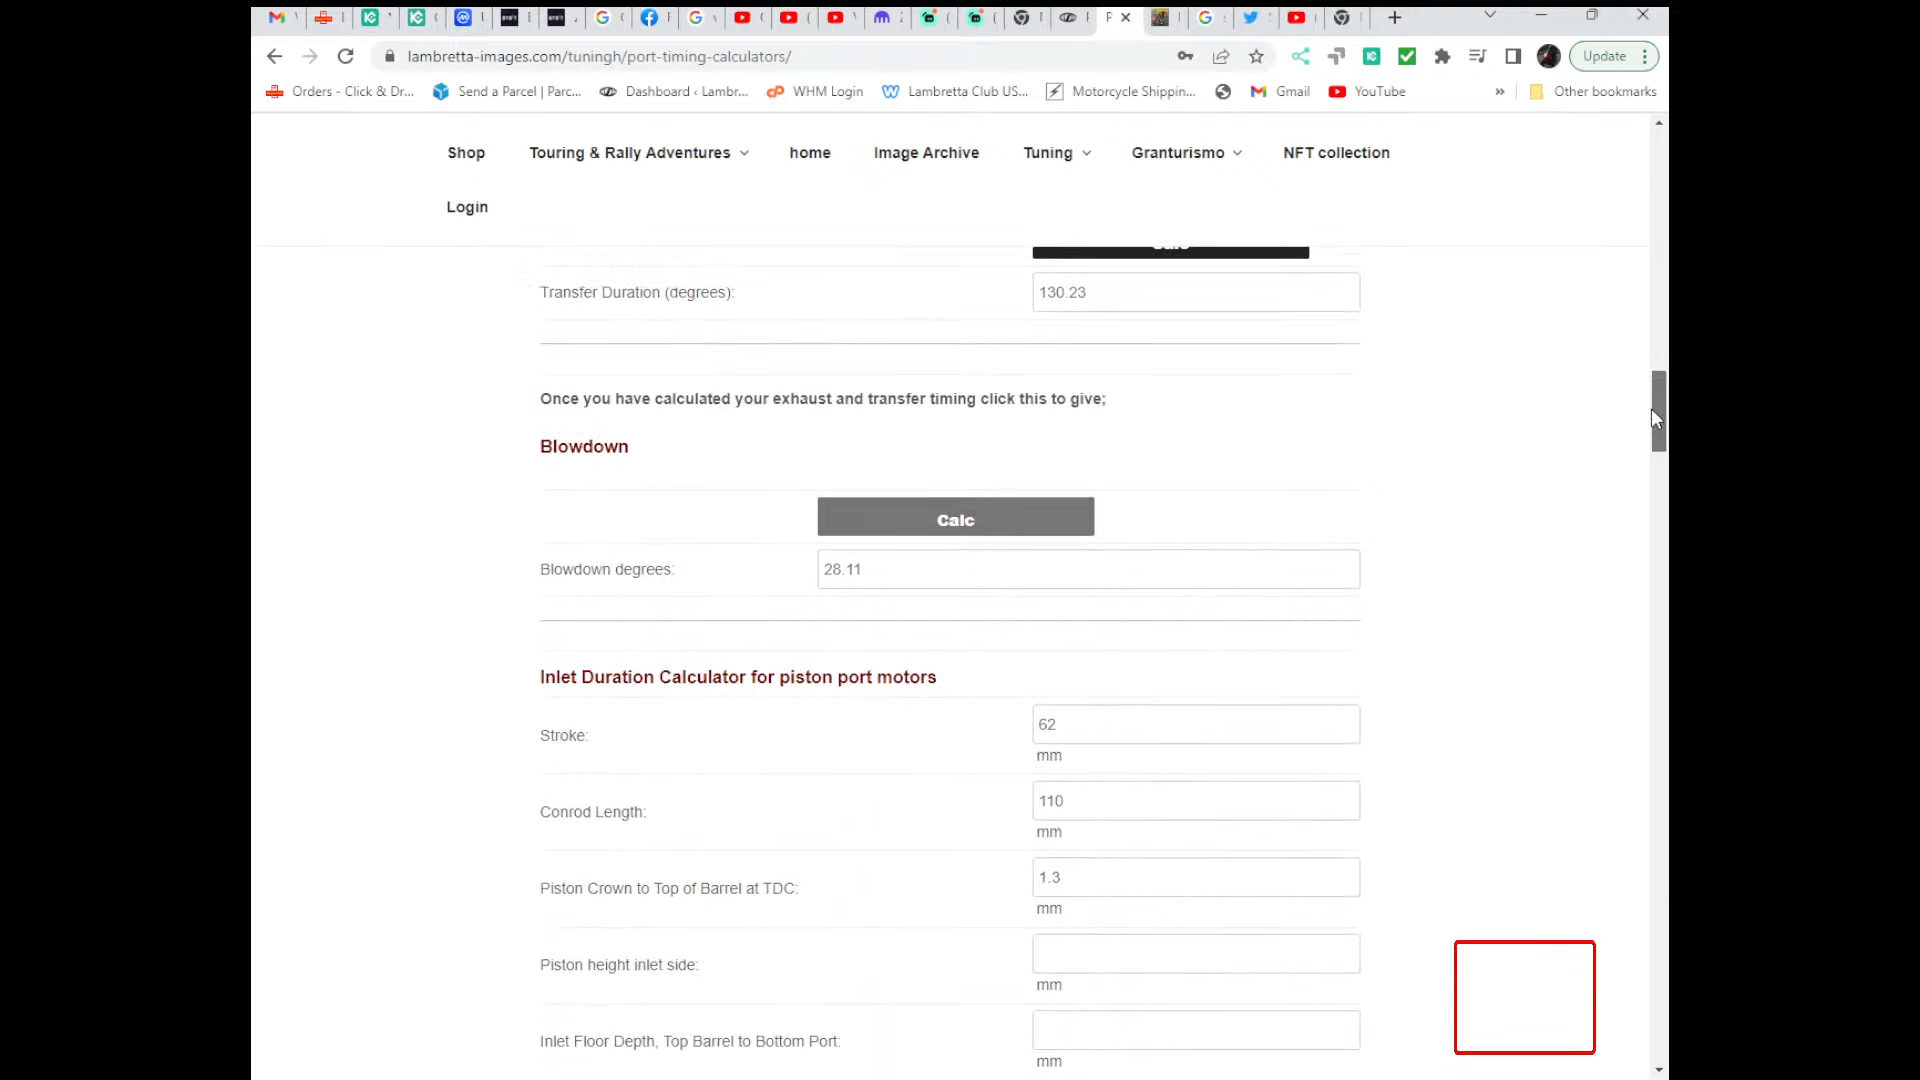 lambretta-images.com/tuningh/port-timing-calculators/
Update
Orders - Click & Dr...
Send a Parcel | Parc...
Dashboard ‹ Lambr...
WHM Login
Lambretta Club US...
Motorcycle Shippin...
Gmail
YouTube
»
Other bookmarks
Shop
Touring & Rally Adventures
home
Image Archive
Tuning
Granturismo
NFT collection
Login
Transfer Duration (degrees):
130.23
Once you have calculated your exhaust and transfer timing click this to give;
Blowdown
Calc
Blowdown degrees:
28.11
Inlet Duration Calculator for piston port motors
Stroke:
62
mm
Conrod Length:
110
mm
Piston Crown to Top of Barrel at TDC:
1.3
mm
Piston height inlet side:
mm
Inlet Floor Depth, Top Barrel to Bottom Port:
mm